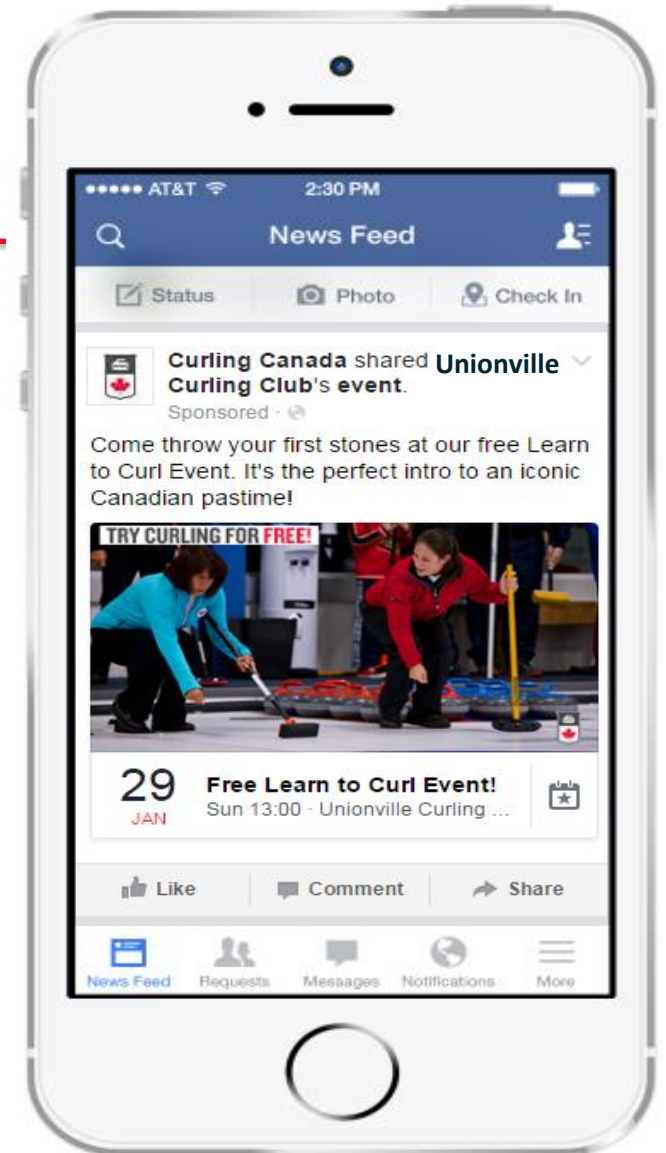 AT&T 2:30 PM
News Feed
Status Photo Check In
Curling Canada shared Unionville
Curling Club's event.
Sponsored ·
Come throw your first stones at our free Learn
to Curl Event. It's the perfect intro to an iconic
Canadian pastime!
TRY CURLING FOR FREE!
29 Free Learn to Curl Event!
JAN Sun 13:00 · Unionville Curling ...
Like Comment Share
News Feed Requests Messages Notifications More